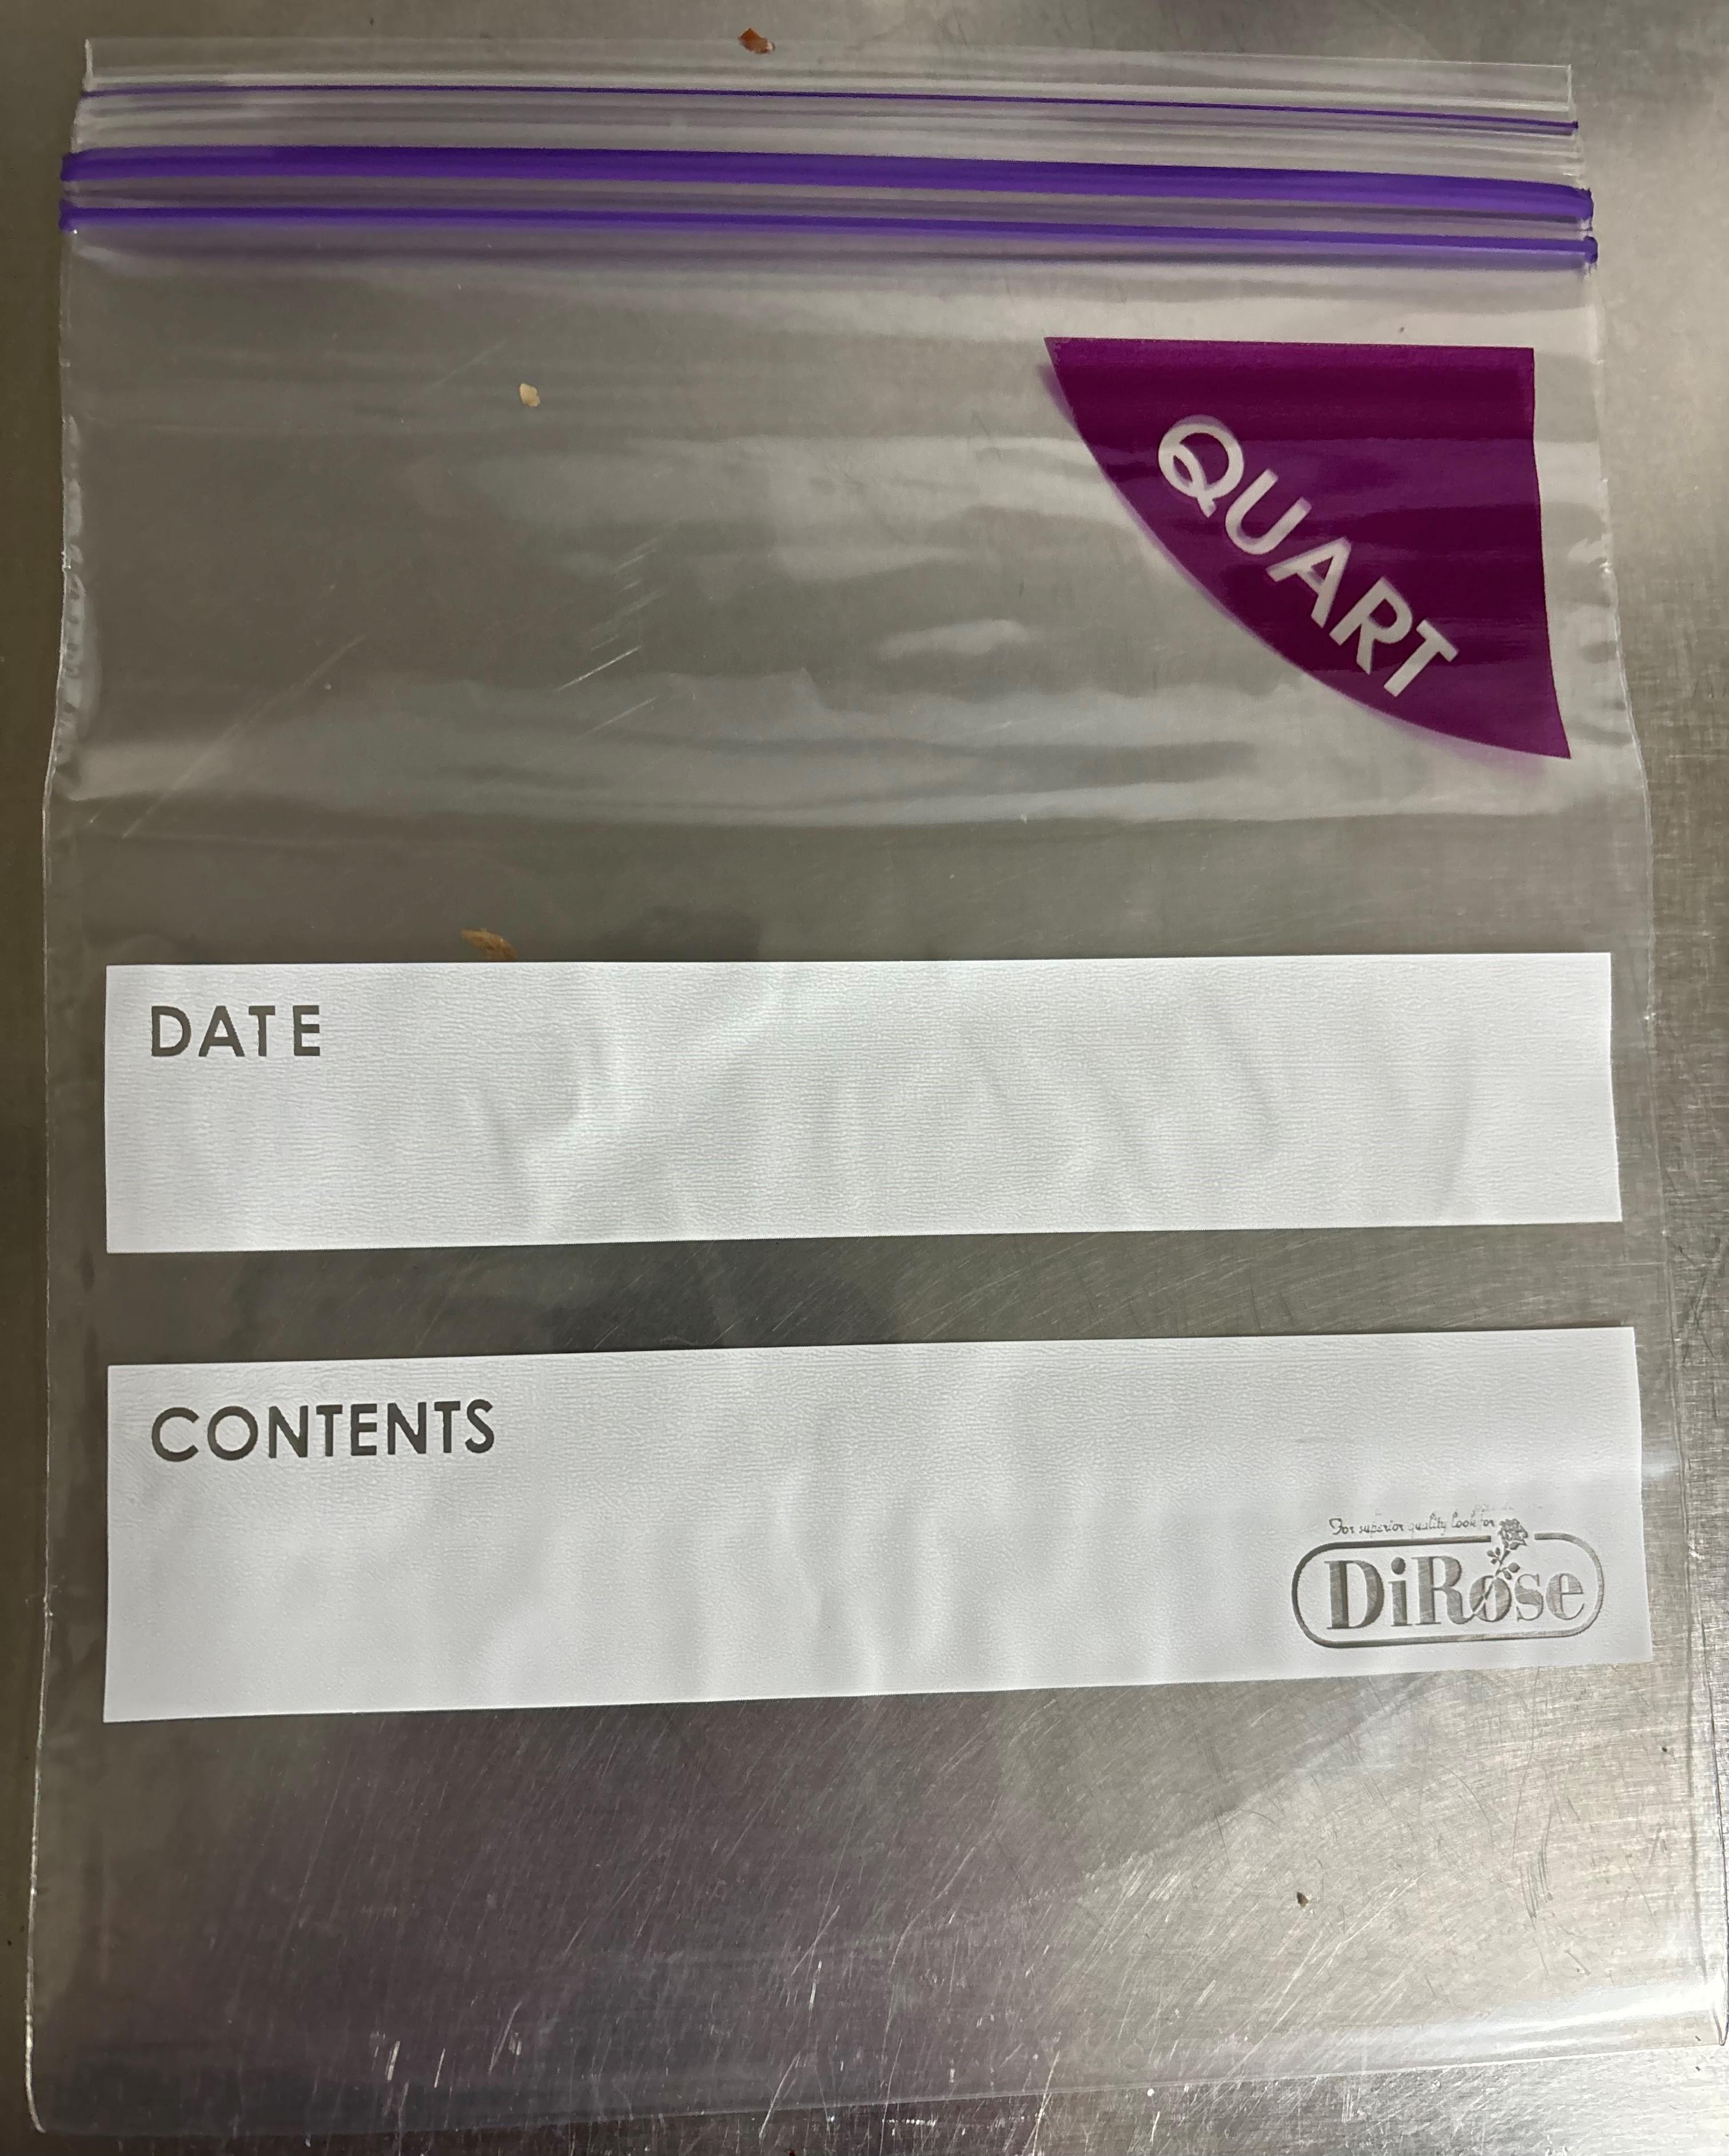 QUART
DATE
CONTENTS
For superior quality look for
DiRose